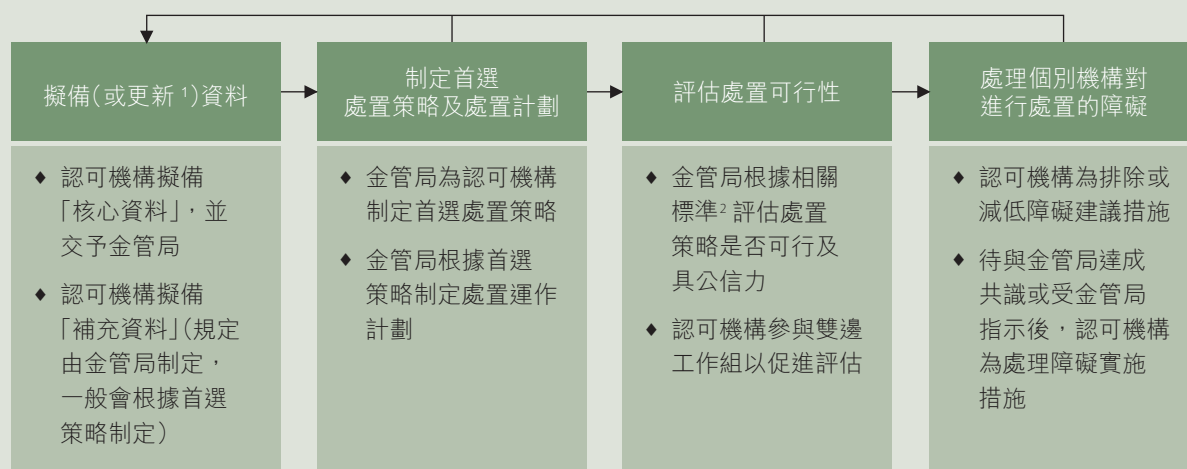 擬備(或更新¹)資料
認可機構擬備
「核心資料」，並
交予金管局
認可機構擬備
「補充資料」(規定
由金管局制定，
一般會根據首選
策略制定)
制定首選
處置策略及處置計劃
金管局為認可機構
制定首選處置策略
金管局根據首選
策略制定處置運作
計劃
評估處置可行性
金管局根據相關
標準²評估處置
策略是否可行及
具公信力
認可機構參與雙邊
工作組以促進評估
處理個別機構對
進行處置的障礙
認可機構為排除或
減低障礙建議措施
待與金管局達成
共識或受金管局
指示後，認可機構
為處理障礙實施
措施